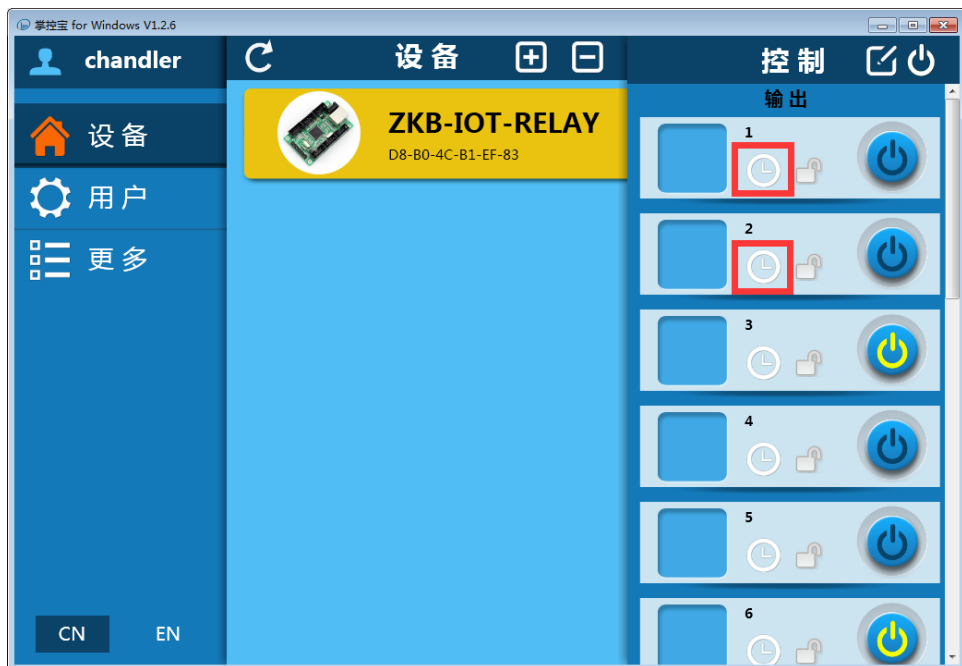 掌控宝 for Windows V1.2.6
chandler
设备
用户
更多
CN
EN
设备
ZKB-IOT-RELAY
D8-B0-4C-B1-EF-83
控制
输出
1
2
3
4
5
6